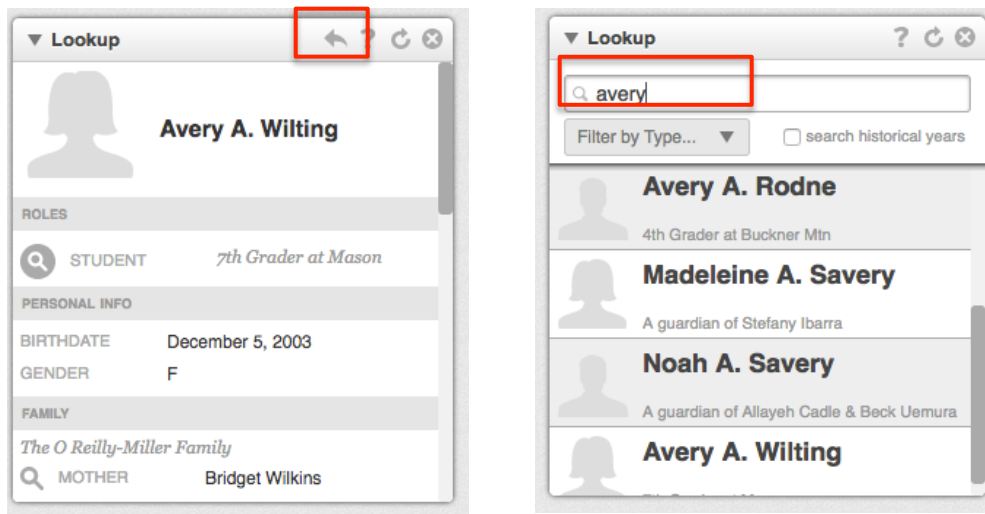 ▼ Lookup ?
Avery A. Wilting
ROLES
STUDENT 7th Grader at Mason
PERSONAL INFO
BIRTHDATE December 5, 2003
GENDER F
FAMILY
The O Reilly-Miller Family
MOTHER Bridget Wilkins
▼ Lookup ?
avery
Filter by Type... ▼ search historical years
Avery A. Rodne
4th Grader at Buckner Mtn
Madeleine A. Savery
A guardian of Stefany Ibarra
Noah A. Savery
A guardian of Allayeh Cadle & Beck Uemura
Avery A. Wilting